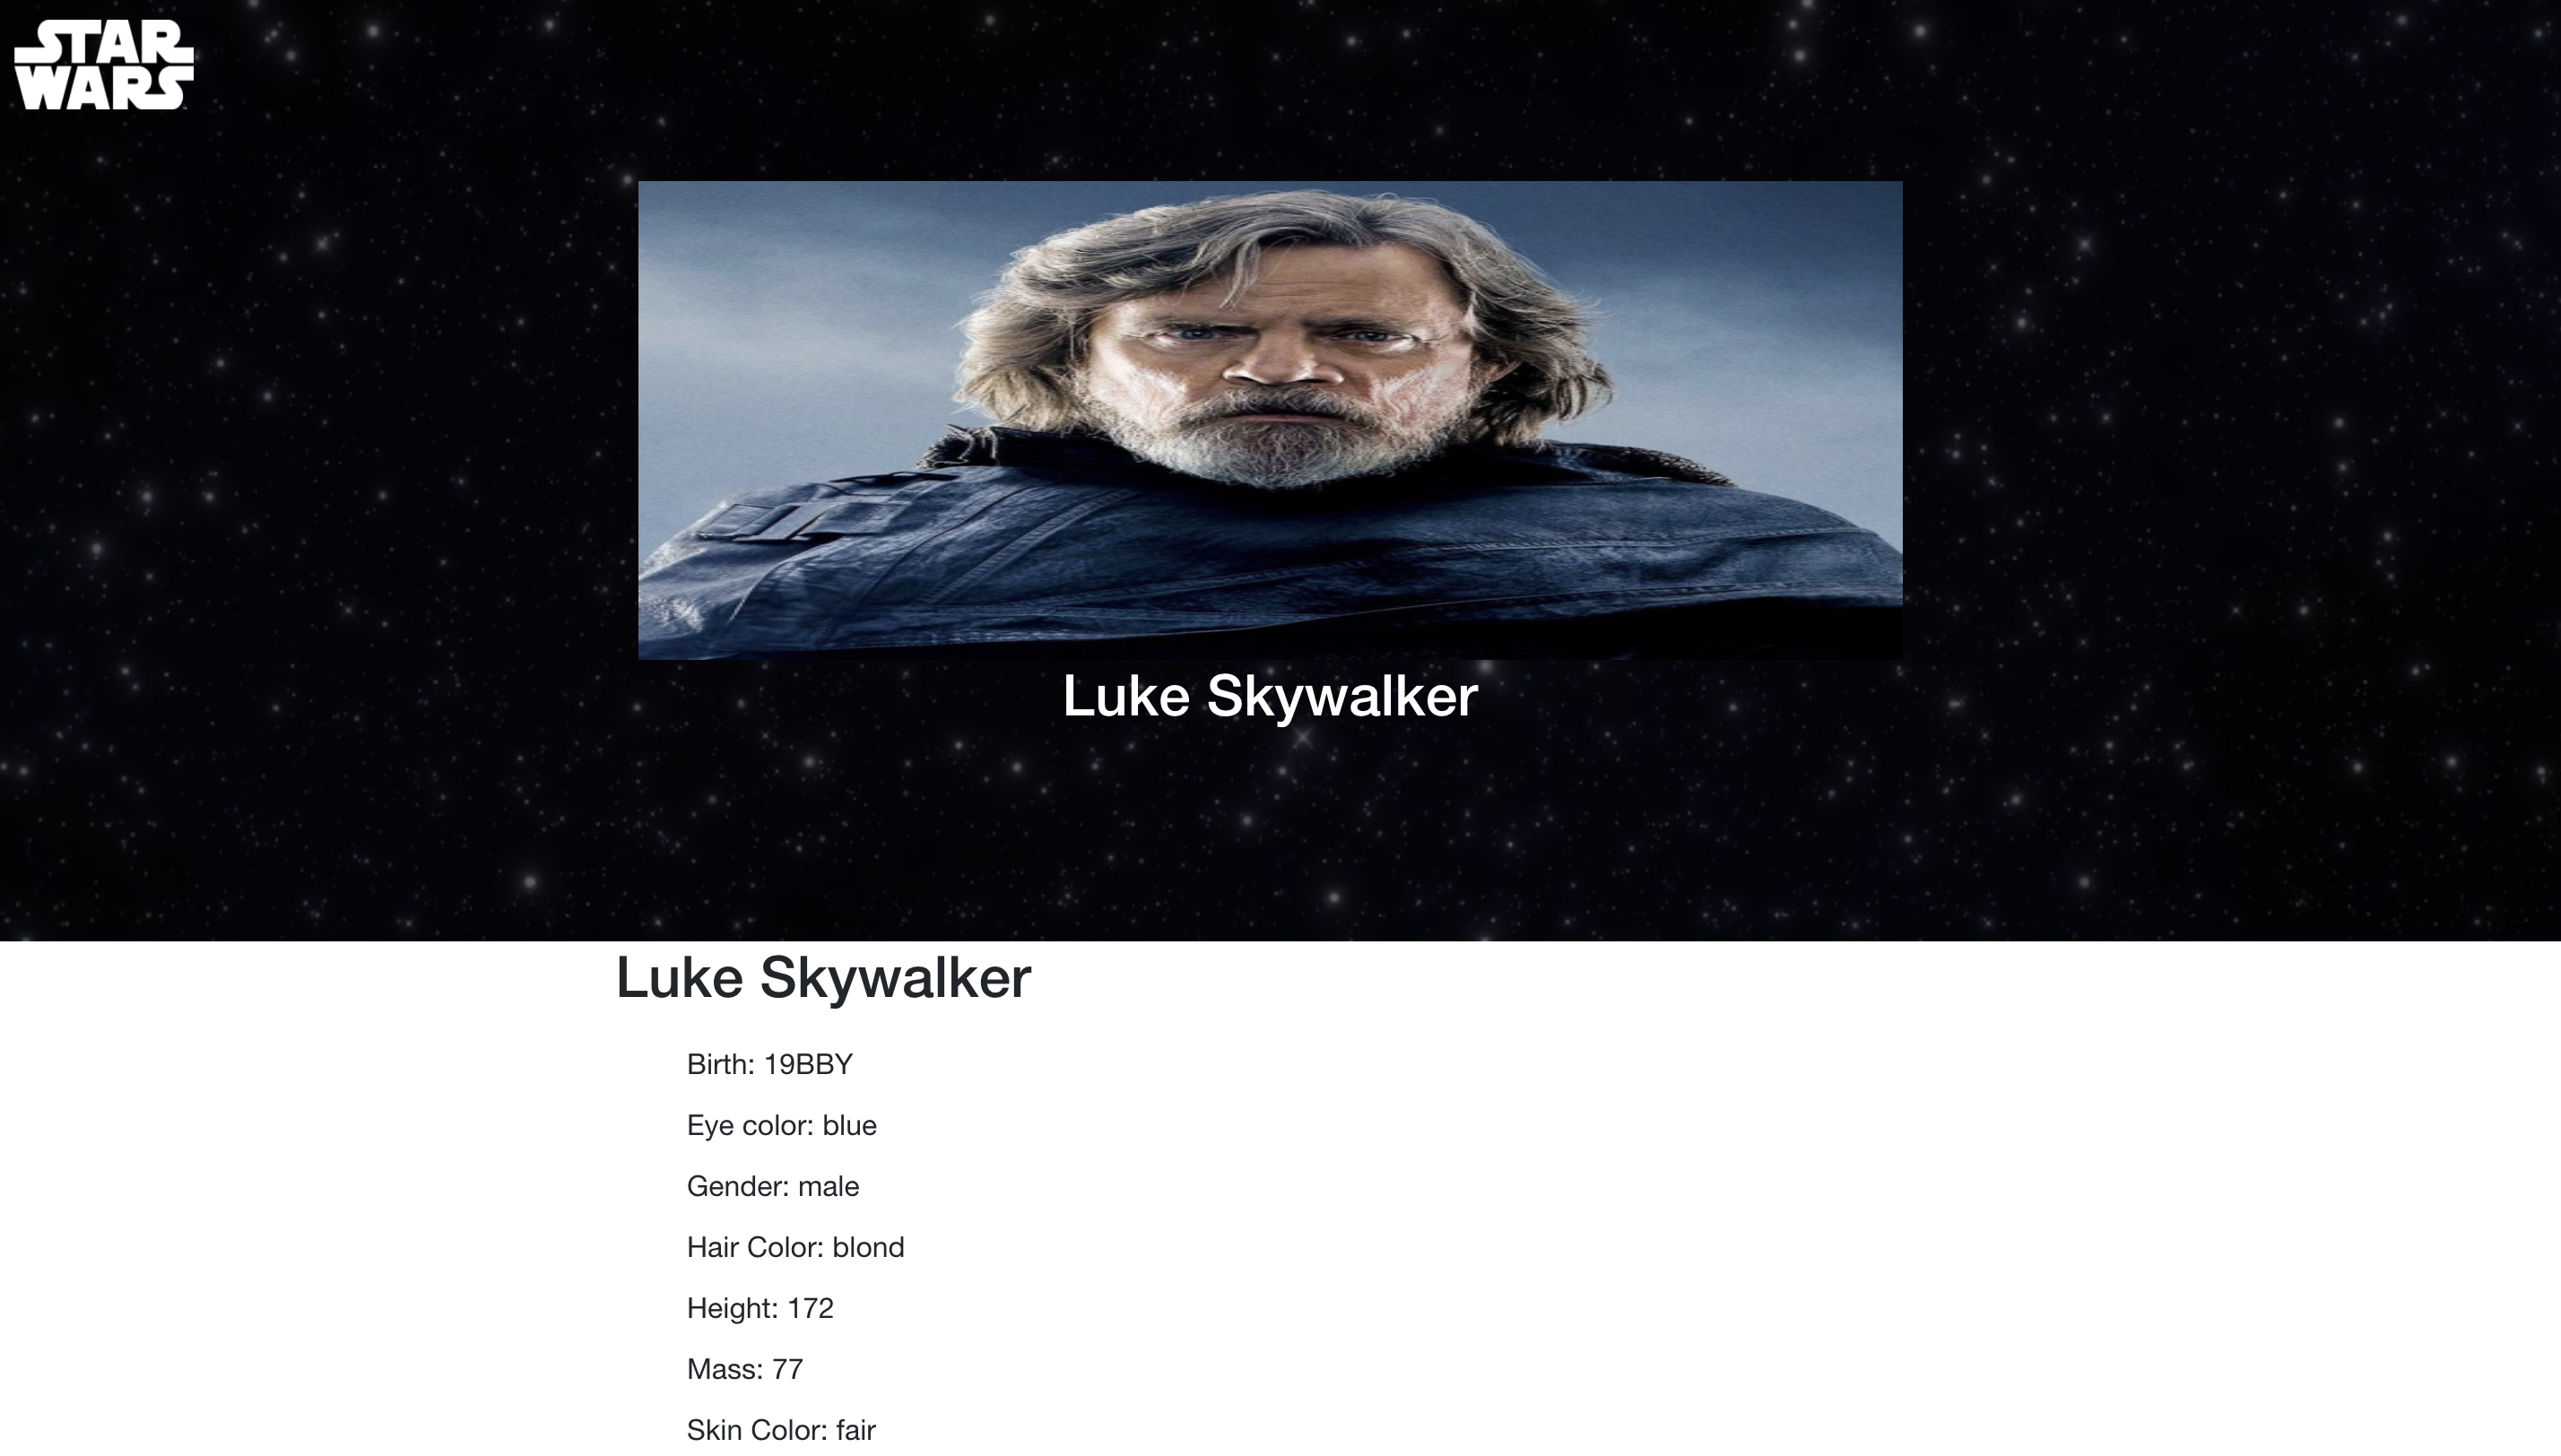 STAR
WARS
Luke Skywalker
Luke Skywalker
Birth: 19BBY
Eye color: blue
Gender: male
Hair Color: blond
Height: 172
Mass: 77
Skin Color: fair